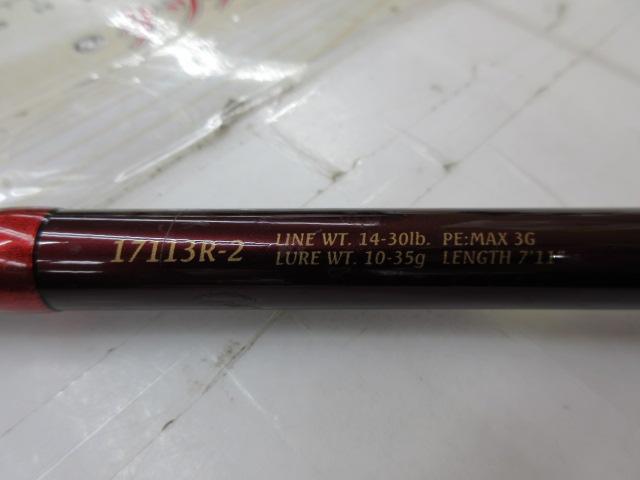 17113R-2
LINE WT. 14-30lb. PE:MAX 3G
LURE WT. 10-35g LENGTH 7'11"